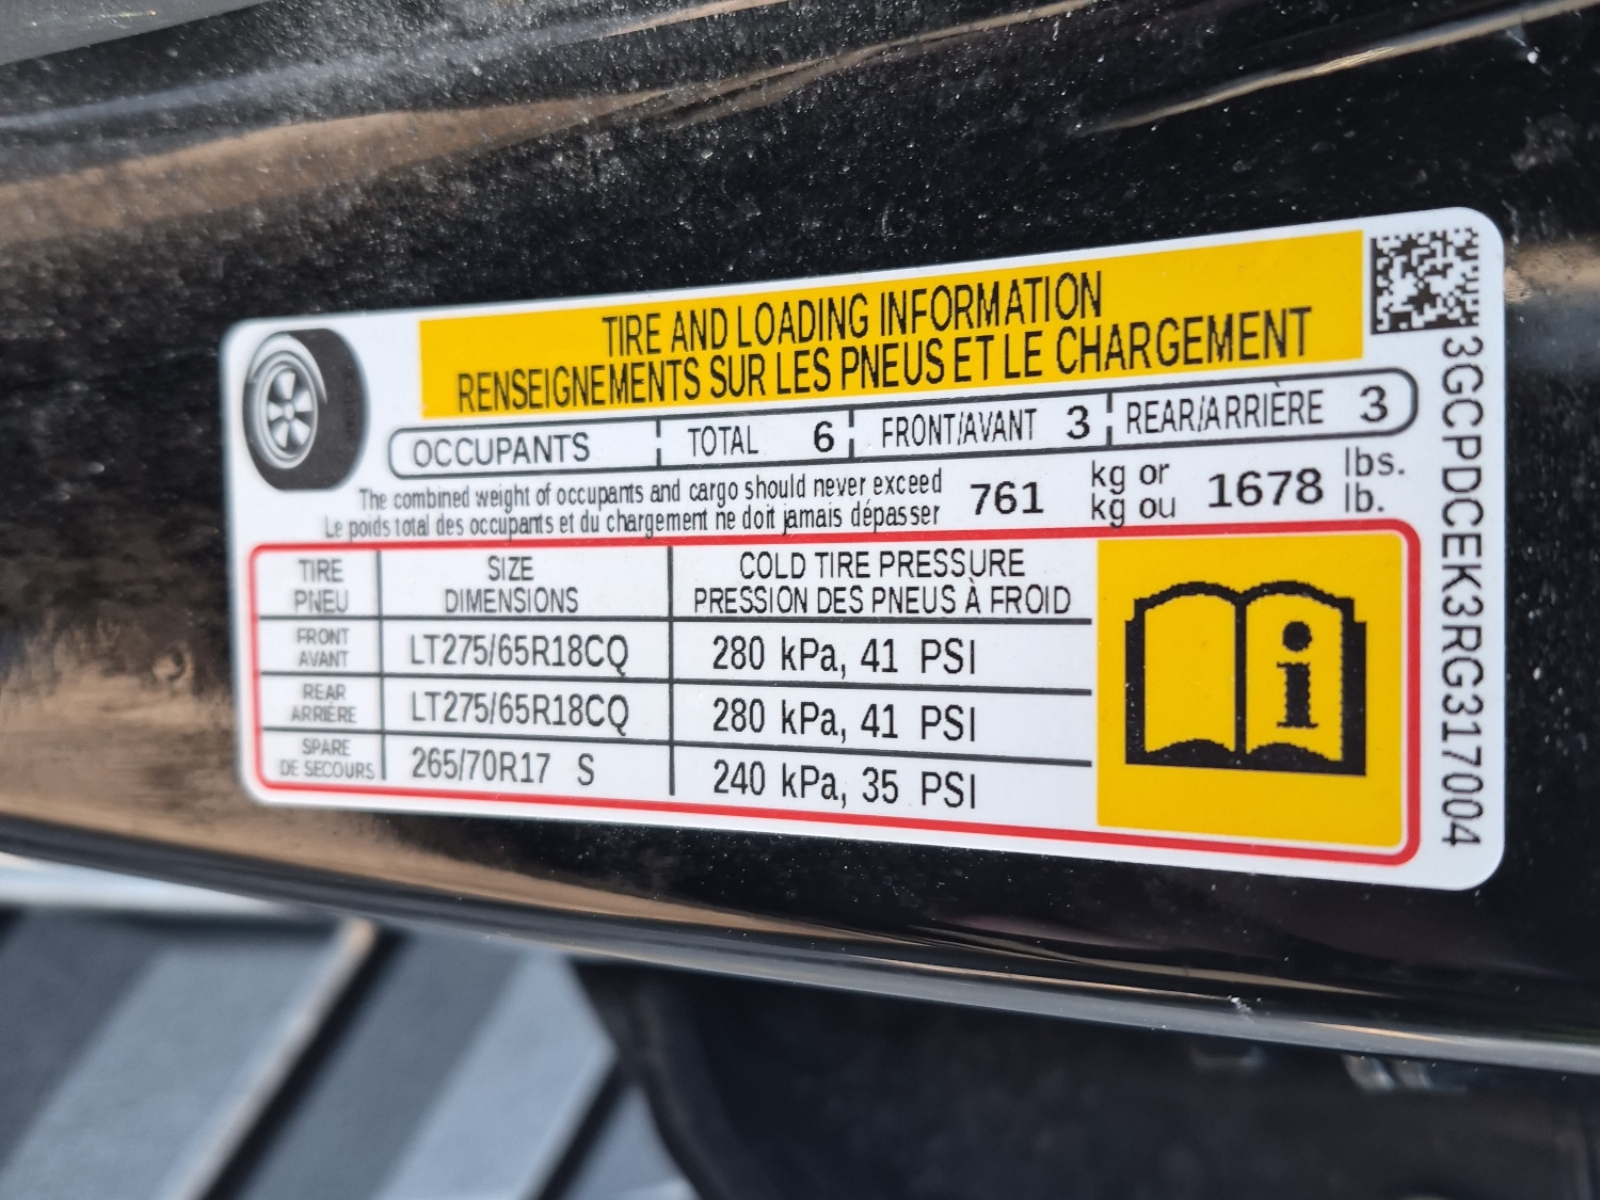 TIRE AND LOADING INFORMATION
RENSEIGNEMENTS SUR LES PNEUS ET LE CHARGEMENT
OCCUPANTS TOTAL 6 FRONT/AVANT 3 REAR/ARRIÈRE 3
The combined weight of occupants and cargo should never exceed 761 kg or 1678 lbs.
Le poids total des occupants et du chargement ne doit jamais dépasser kg ou lb.
TIRE SIZE COLD TIRE PRESSURE
PNEU DIMENSIONS PRESSION DES PNEUS À FROID
FRONT
AVANT LT275/65R18CQ 280 kPa, 41 PSI
REAR
ARRIÈRE LT275/65R18CQ 280 kPa, 41 PSI
SPARE
DE SECOURS 265/70R17 S 240 kPa, 35 PSI
i
3GCPDCEK3RG317004